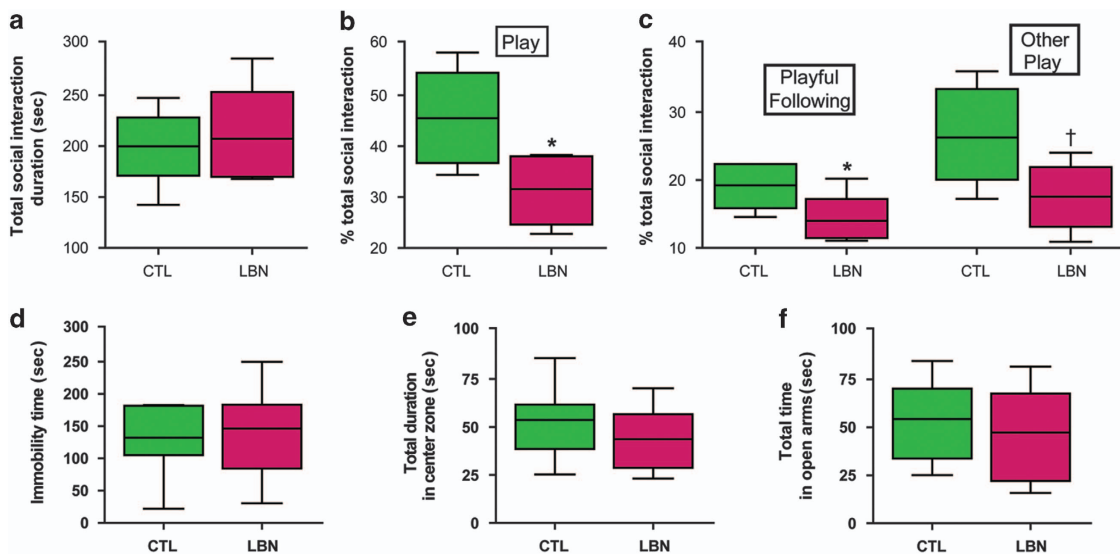 a
Total social interaction
duration (sec)
300
250
200
150
100
CTL
LBN
b
% total social interaction
60
50
40
30
20
Play
*
CTL
LBN
c
% total social interaction
40
30
20
10
Playful
Following
Other
Play
*
†
CTL
LBN
CTL
LBN
d
Immobility time (sec)
300
250
200
150
100
50
0
CTL
LBN
e
Total duration
in center zone (sec)
100
75
50
25
0
CTL
LBN
f
Total time
in open arms(sec)
100
75
50
25
0
CTL
LBN